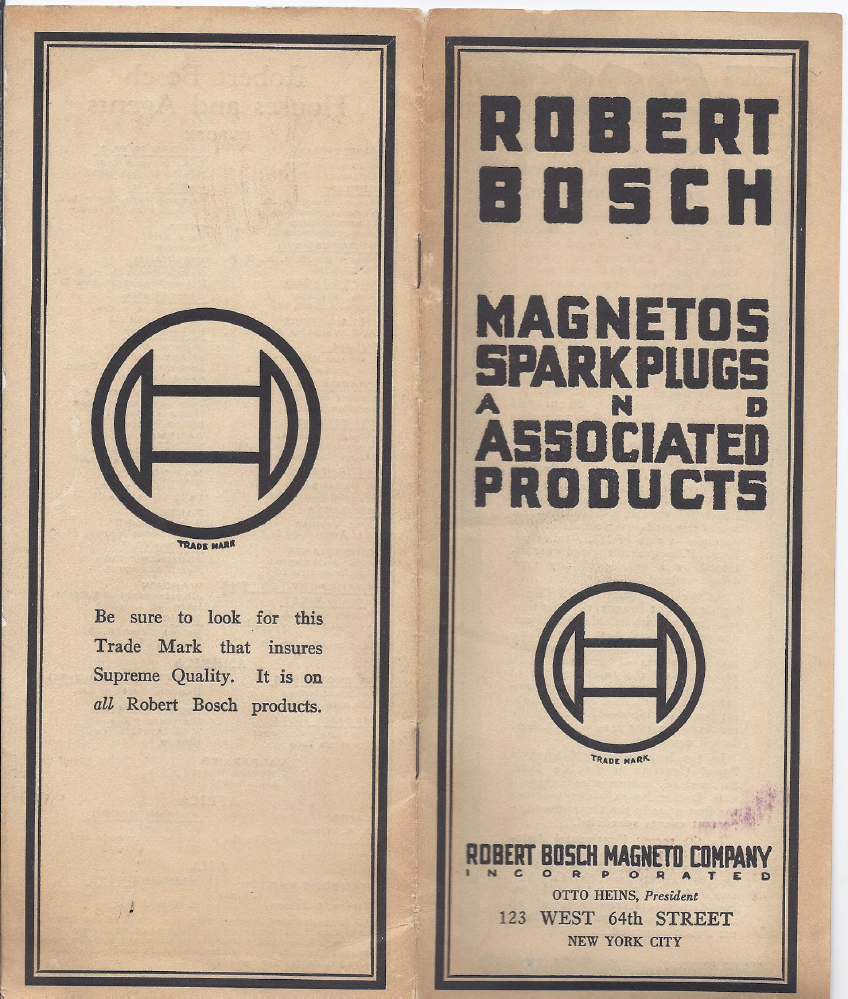 TRADE MARK
Be sure to look for this
Trade Mark that insures
Supreme Quality. It is on
all Robert Bosch products.
ROBERT
BOSCH
MAGNETOS
SPARK PLUGS
AND
ASSOCIATED
PRODUCTS
TRADE MARK
ROBERT BOSCH MAGNETO COMPANY
INCORPORATED
OTTO HEINS, President
123 WEST 64th STREET
NEW YORK CITY